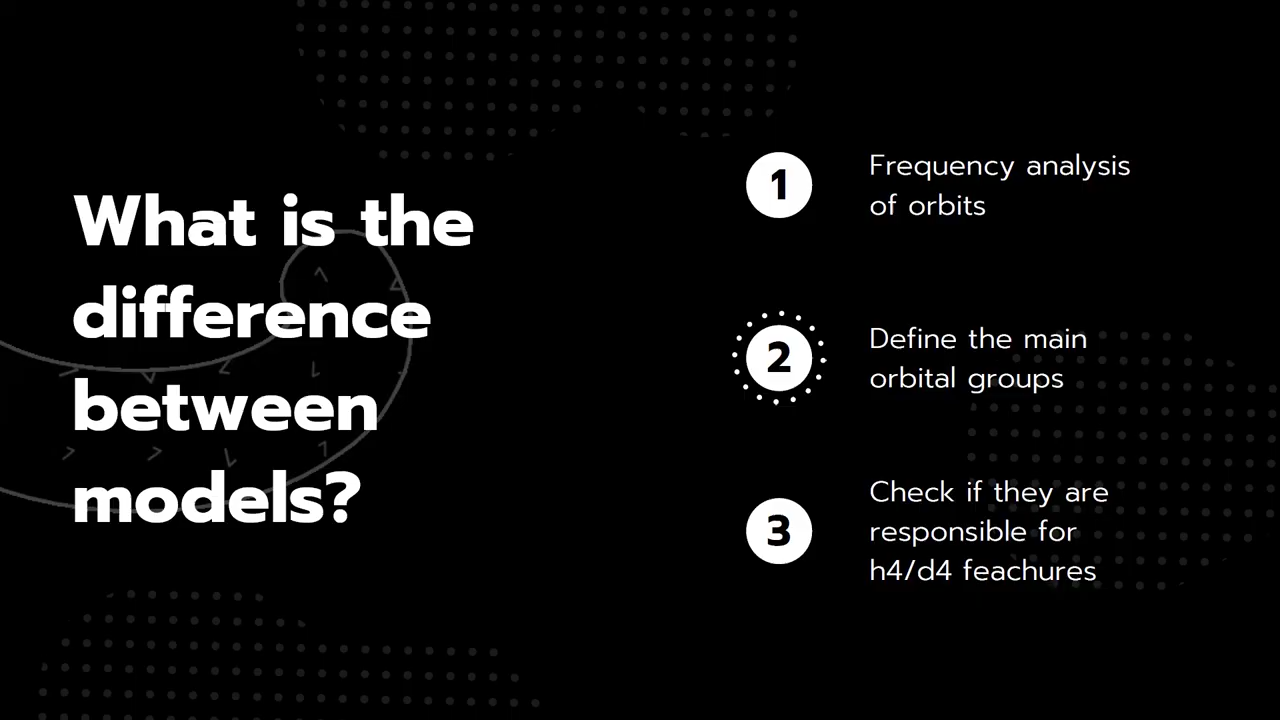 What is the
difference
between
models?
1
Frequency analysis
of orbits
2
Define the main
orbital groups
3
Check if they are
responsible for
h4/d4 feachures